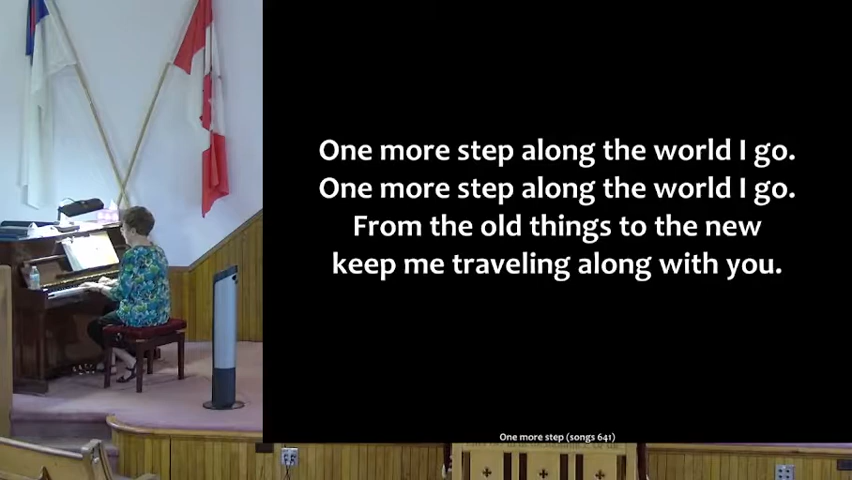 One more step along the world I go.
One more step along the world I go.
From the old things to the new
keep me traveling along with you.
One more step (songs 641)